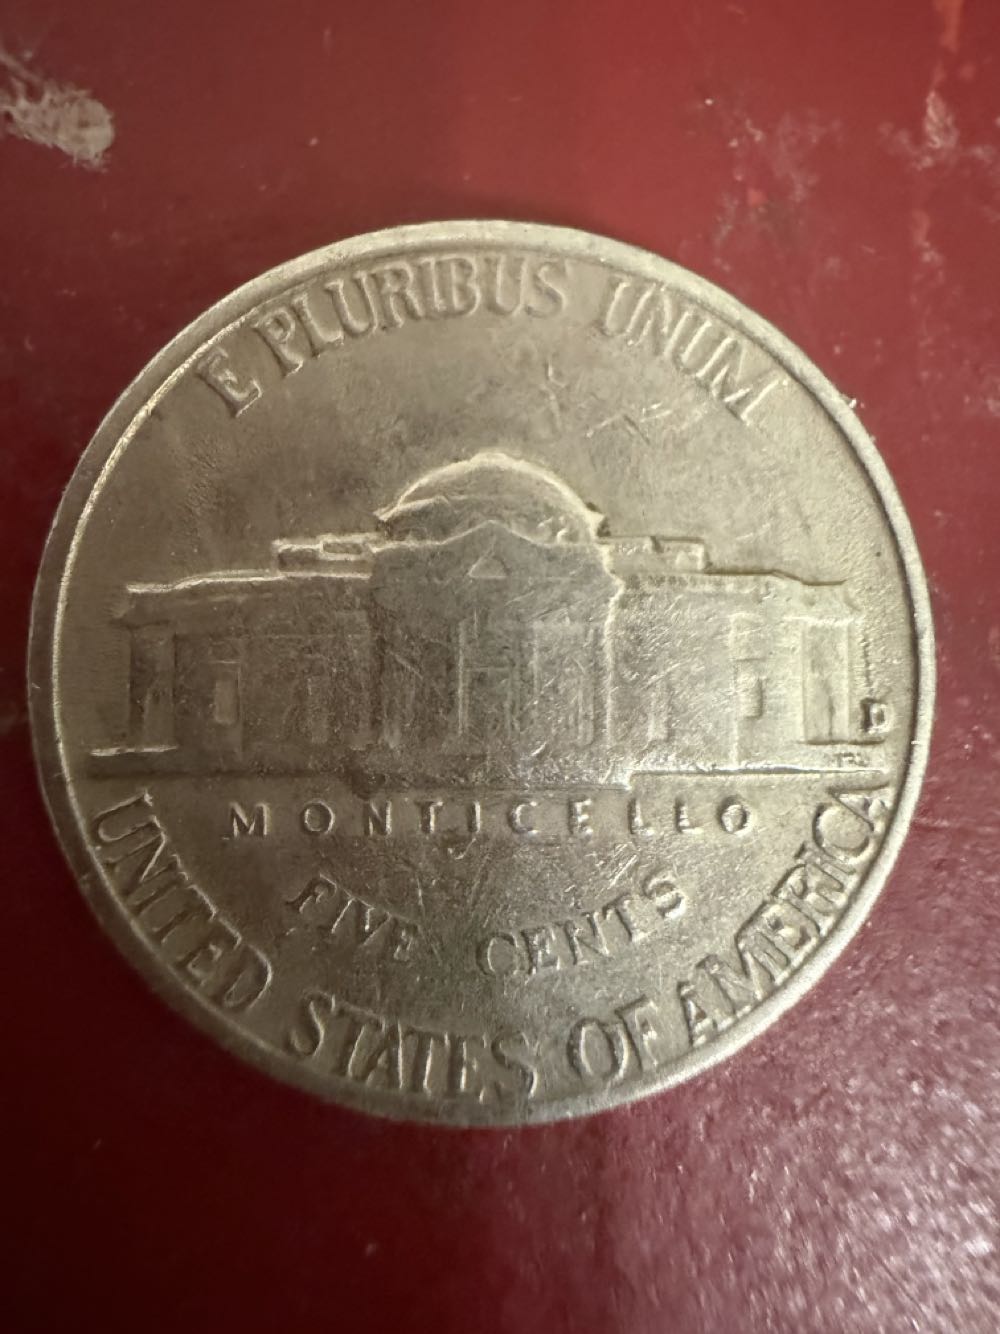 E PLURIBUS UNUM
D
MONTICELLO
FIVE CENTS
UNITED STATES OF AMERICA